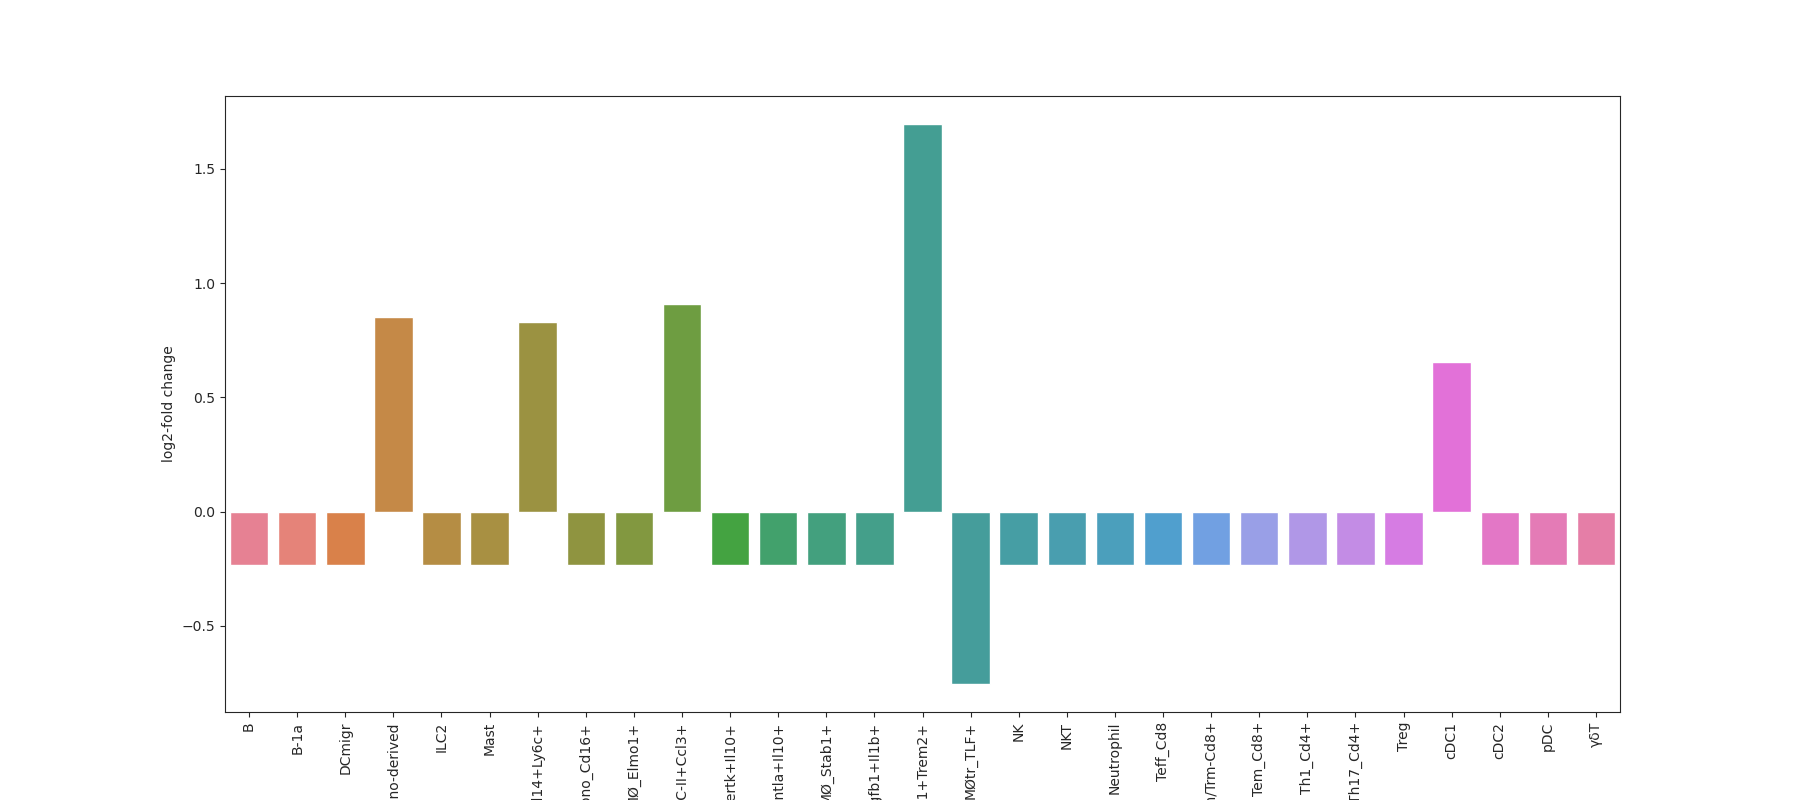 log2-fold change
1.5
1.0
0.5
0.0
−0.5
B
B-1a
DCmigr
no-derived
ILC2
Mast
l14+Ly6c+
ono_Cd16+
Ø_Elmo1+
C-II+Ccl3+
ertk+Il10+
ntla+Il10+
MØ_Stab1+
gfb1+Il1b+
1+Trem2+
MØtr_TLF+
NK
NKT
Neutrophil
Teff_Cd8
/Trm-Cd8+
Tem_Cd8+
Th1_Cd4+
Th17_Cd4+
Treg
cDC1
cDC2
pDC
γδT